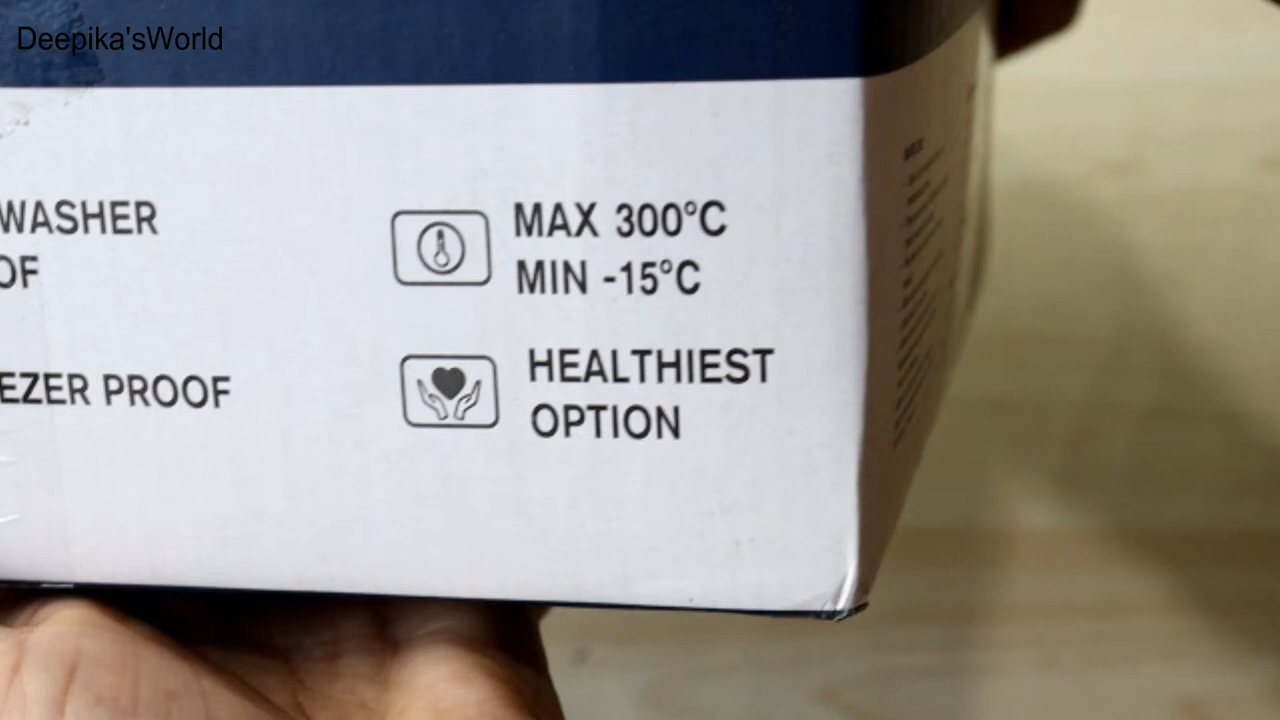 Deepika'sWorld
WASHER
OF
EZER PROOF
MAX 300°C
MIN -15°C
HEALTHIEST
OPTION